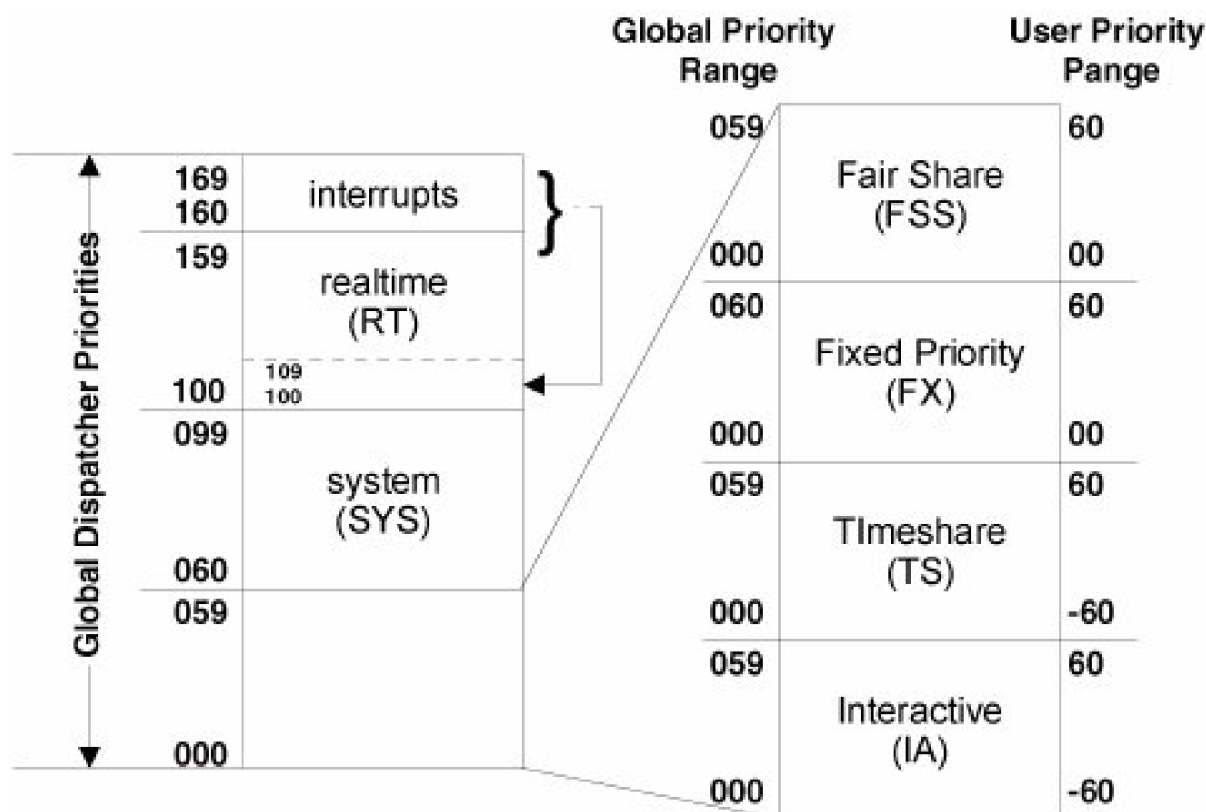 Global Priority
Range
User Priority
Pange
Global Dispatcher Priorities
169
160
interrupts
159
realtime
(RT)
109
100
100
099
system
(SYS)
060
059
000
059
60
Fair Share
(FSS)
000
00
060
60
Fixed Priority
(FX)
000
00
059
60
TImeshare
(TS)
000
-60
059
60
Interactive
(IA)
000
-60